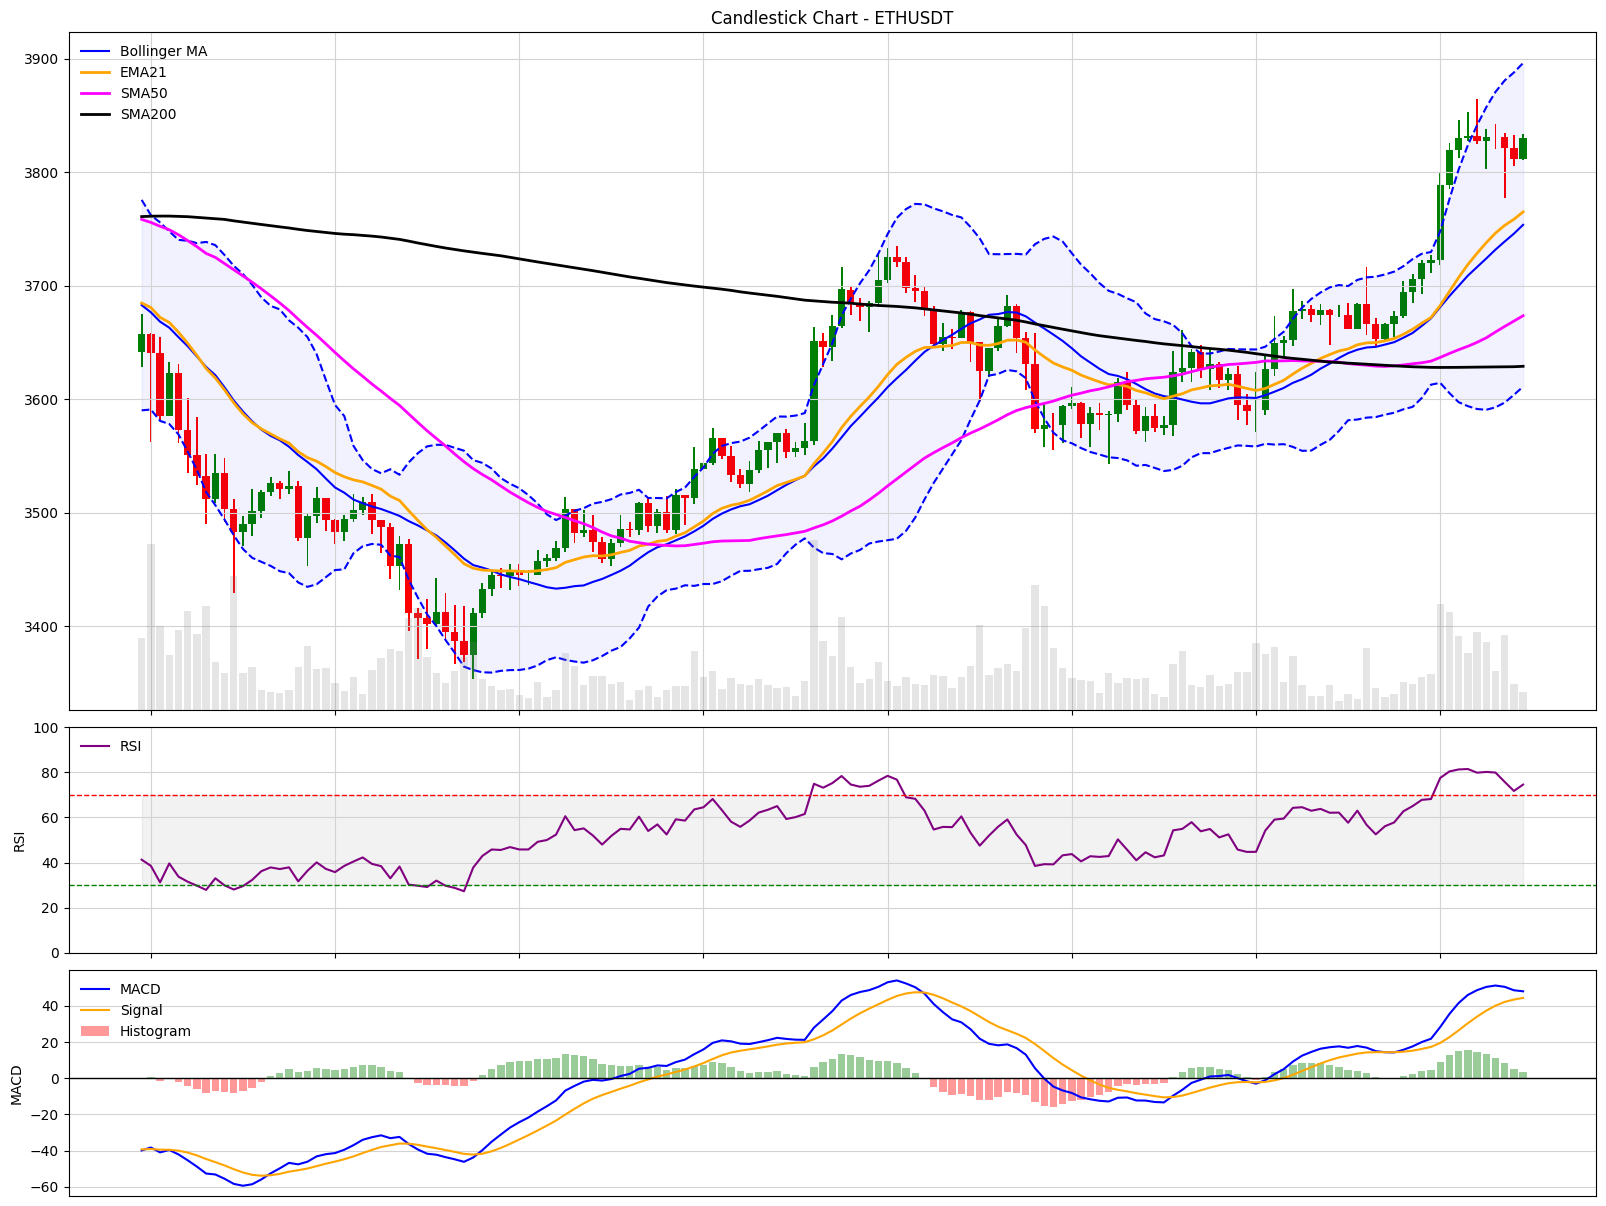 Candlestick Chart - ETHUSDT
Bollinger MA
EMA21
SMA50
SMA200
3900
3800
3700
3600
3500
3400
RSI
100
80
60
40
20
0
RSI
MACD
Signal
Histogram
40
20
0
−20
−40
−60
MACD